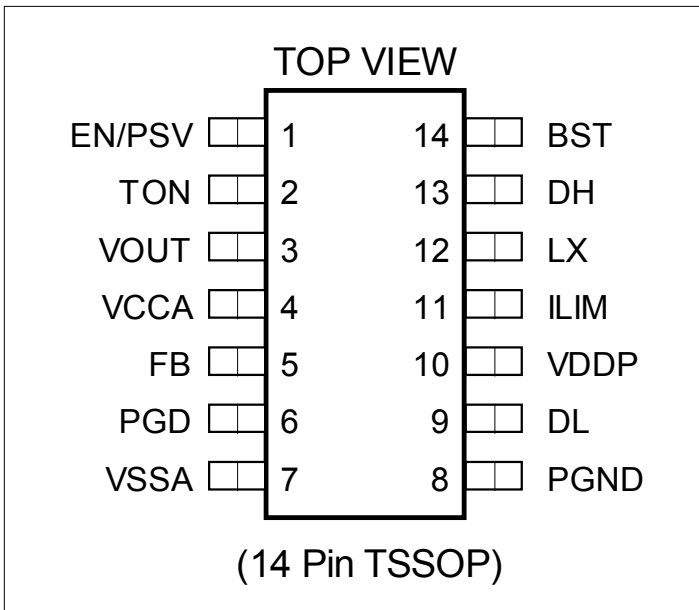 TOP VIEW
EN/PSV 1 14 BST
TON 2 13 DH
VOUT 3 12 LX
VCCA 4 11 ILIM
FB 5 10 VDDP
PGD 6 9 DL
VSSA 7 8 PGND
(14 Pin TSSOP)